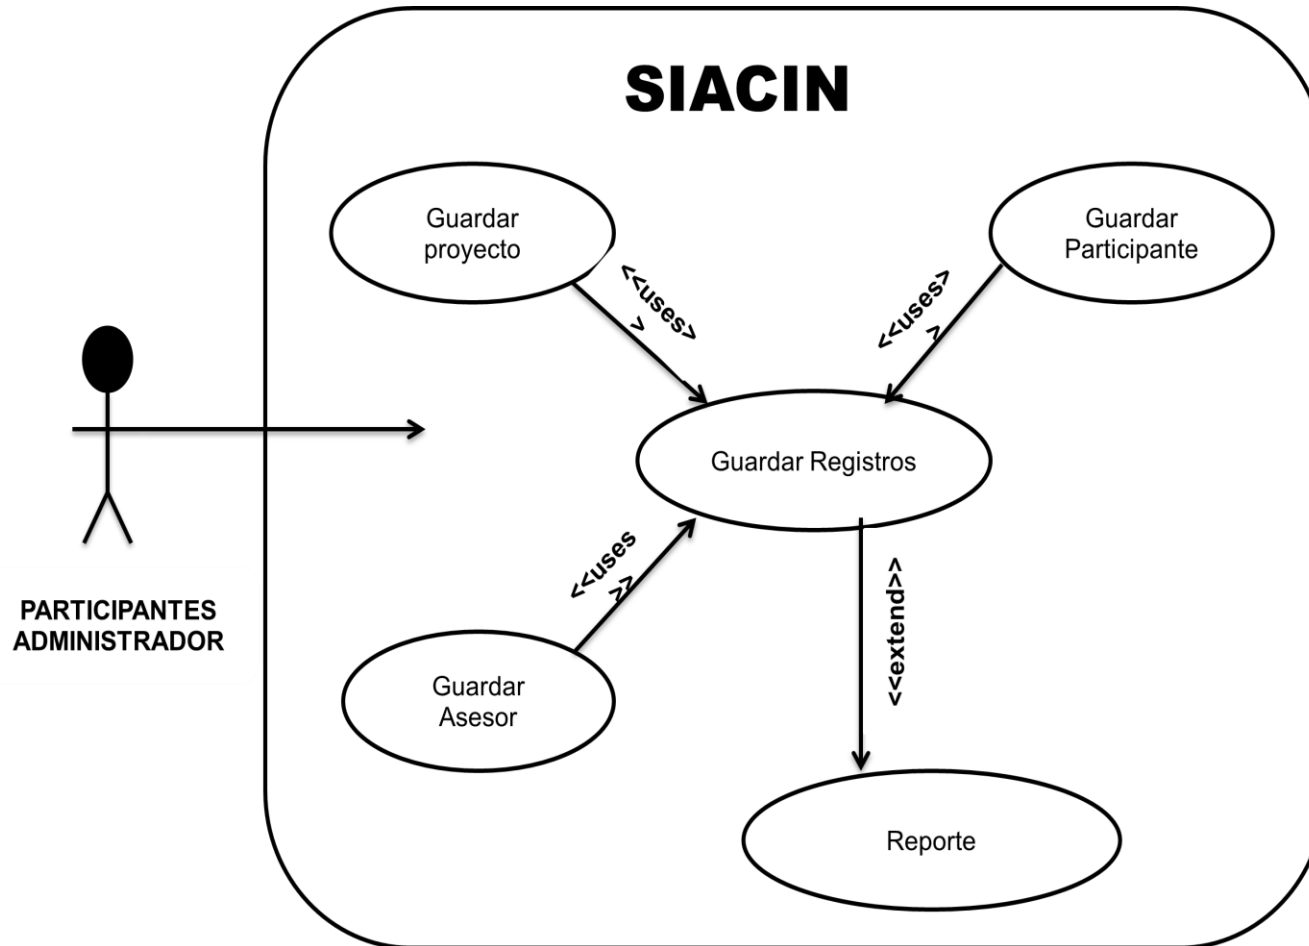 SIACIN
Guardar
proyecto
Guardar
Participante
<<uses>
>
<<uses>
>
Guardar Registros
<<uses
>>
<<extend>>
PARTICIPANTES
ADMINISTRADOR
Guardar
Asesor
Reporte